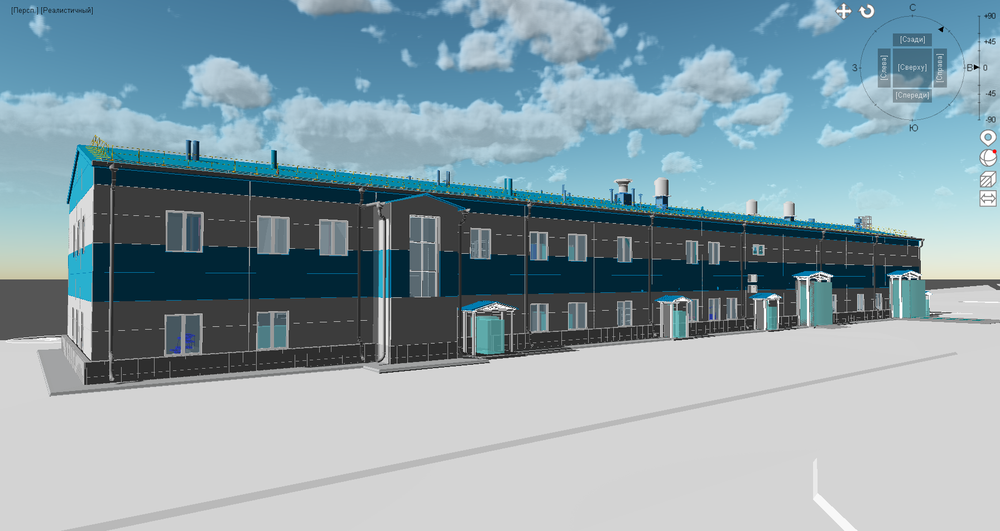 [Персп.] [Реалистичный]
С
+90
[Сзади]
+45
[Слева]
[Сверху]
[Справа]
З
В
0
-45
[Спереди]
-90
Ю